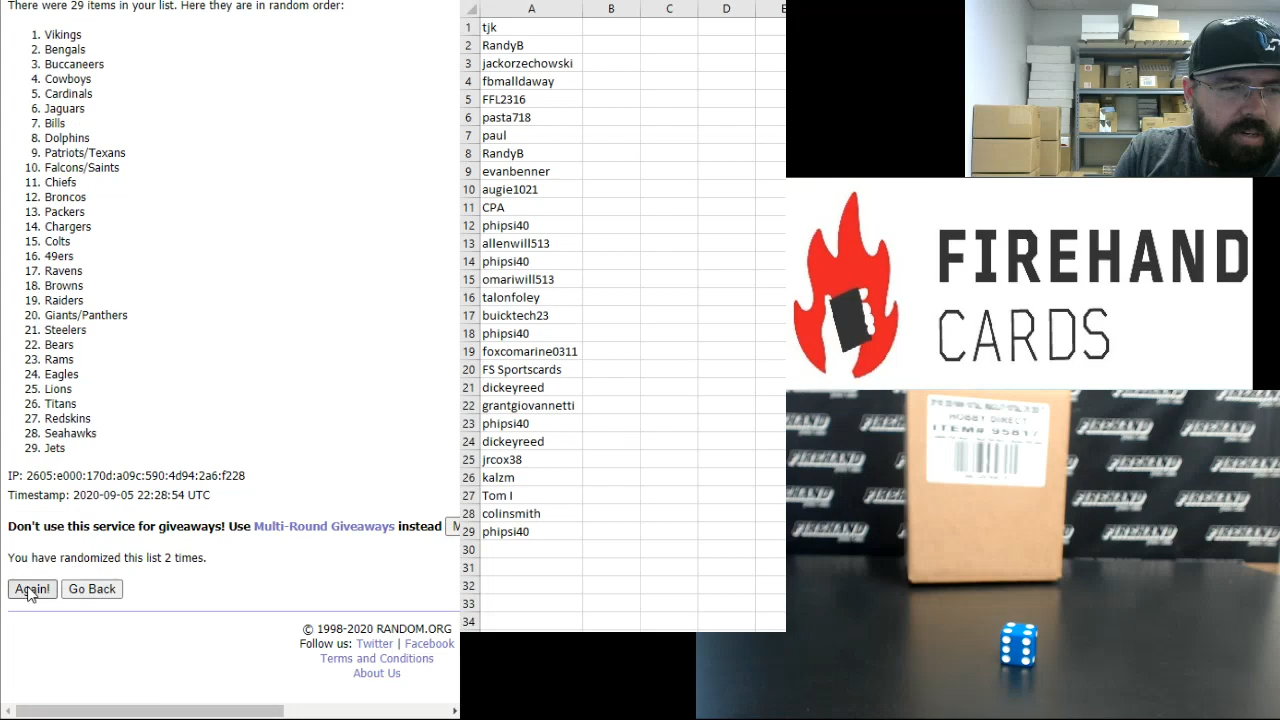 There were 29 items in your list. Here they are in random order:
1. Vikings
2. Bengals
3. Buccaneers
4. Cowboys
5. Cardinals
6. Jaguars
7. Bills
8. Dolphins
9. Patriots/Texans
10. Falcons/Saints
11. Chiefs
12. Broncos
13. Packers
14. Chargers
15. Colts
16. 49ers
17. Ravens
18. Browns
19. Raiders
20. Giants/Panthers
21. Steelers
22. Bears
23. Rams
24. Eagles
25. Lions
26. Titans
27. Redskins
28. Seahawks
29. Jets
IP: 2605:e000:170d:a09c:590:4d94:2a6:f228
Timestamp: 2020-09-05 22:28:54 UTC
Don't use this service for giveaways! Use Multi-Round Giveaways instead M
You have randomized this list 2 times.
Again! Go Back
© 1998-2020 RANDOM.ORG
Follow us: Twitter | Facebook
Terms and Conditions
About Us
A B C D E
1 tjk
2 RandyB
3 jackorzechowski
4 fbmalldaway
5 FFL2316
6 pasta718
7 paul
8 RandyB
9 evanbenner
10 augie1021
11 CPA
12 phipsi40
13 allenwill513
14 phipsi40
15 omariwill513
16 talonfoley
17 buicktech23
18 phipsi40
19 foxcomarine0311
20 FS Sportscards
21 dickeyreed
22 grantgiovannetti
23 phipsi40
24 dickeyreed
25 jrcox38
26 kalzm
27 Tom I
28 colinsmith
29 phipsi40
30
31
32
33
34
FIREHAND
CARDS
HOBBY DIRECT
ITEM# 95817
FIREHAND
FIREHAND
FIREHAND
FIREHAND
FIREHAND
FIREHAND